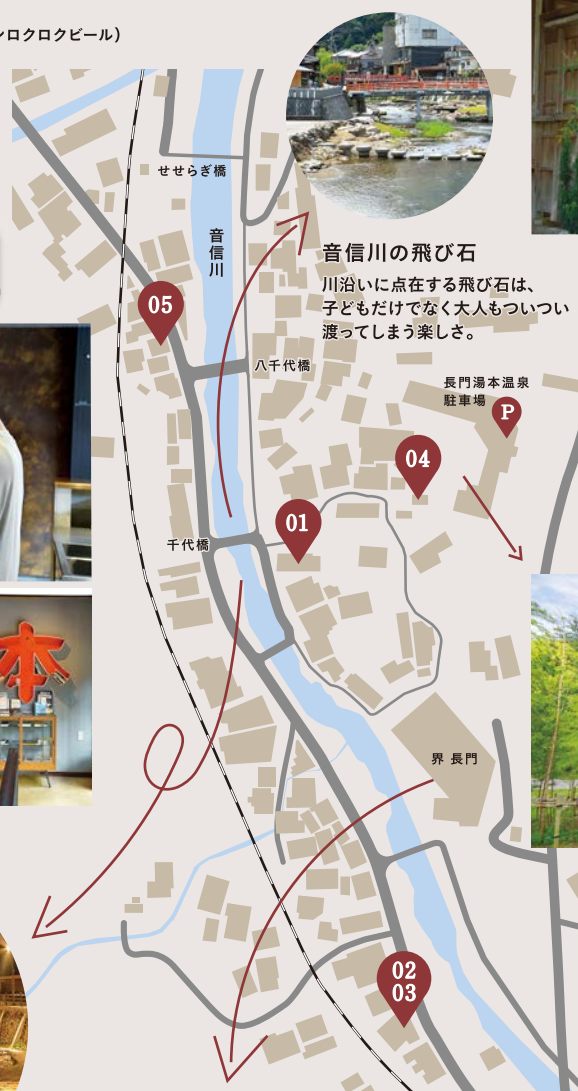 ンロクロクビール）
せせらぎ橋
音信川
音信川の飛び石
川沿いに点在する飛び石は、
子どもだけでなく大人もついつい
渡ってしまう楽しさ。
05
八千代橋
長門湯本温泉
駐車場
P
04
01
千代橋
本
界 長門
02
03